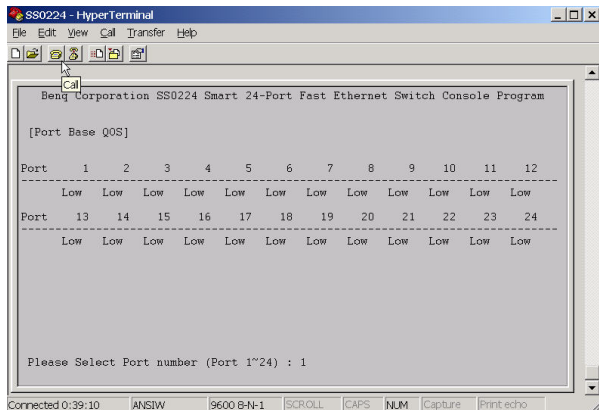 SS0224 - HyperTerminal
File Edit View Call Transfer Help
Call
Benq Corporation SS0224 Smart 24-Port Fast Ethernet Switch Console Program
[Port Base QOS]
Port 1 2 3 4 5 6 7 8 9 10 11 12
Low Low Low Low Low Low Low Low Low Low Low Low
Port 13 14 15 16 17 18 19 20 21 22 23 24
Low Low Low Low Low Low Low Low Low Low Low Low
Please Select Port number (Port 1~24) : 1
Connected 0:39:10 ANSIW 9600 8-N-1 SCROLL CAPS NUM Capture Print echo